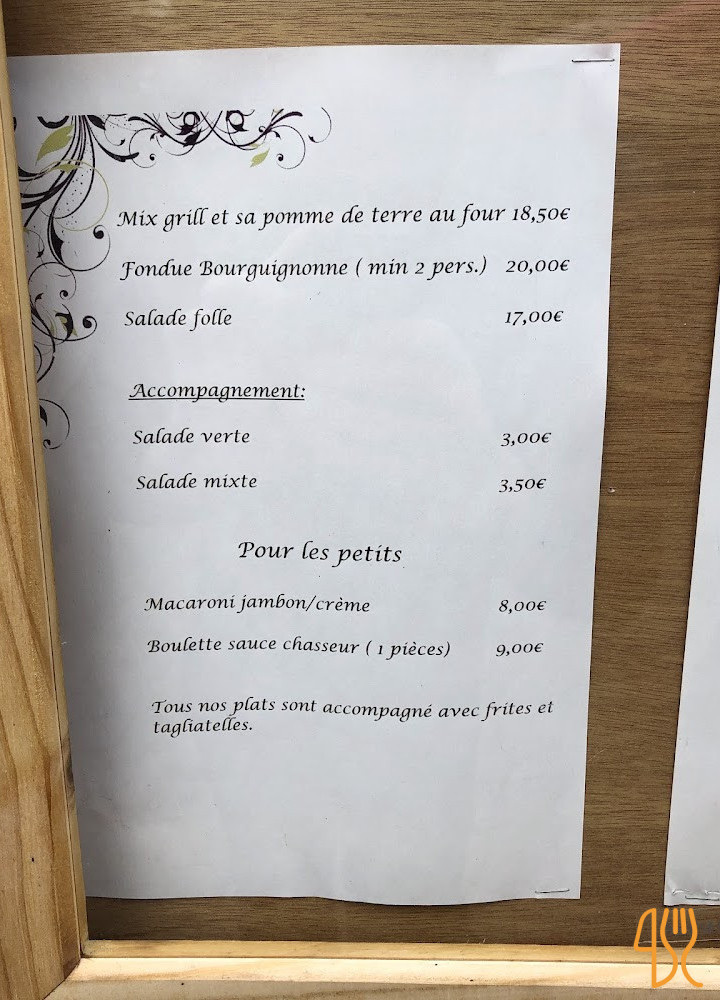 Mix grill et sa pomme de terre au four 18,50€
Fondue Bourguignonne ( min 2 pers.) 20,00€
Salade folle 17,00€
Accompagnement:
Salade verte 3,00€
Salade mixte 3,50€
Pour les petits
Macaroni jambon/crème 8,00€
Boulette sauce chasseur ( 1 pièces) 9,00€
Tous nos plats sont accompagné avec frites et
tagliatelles.